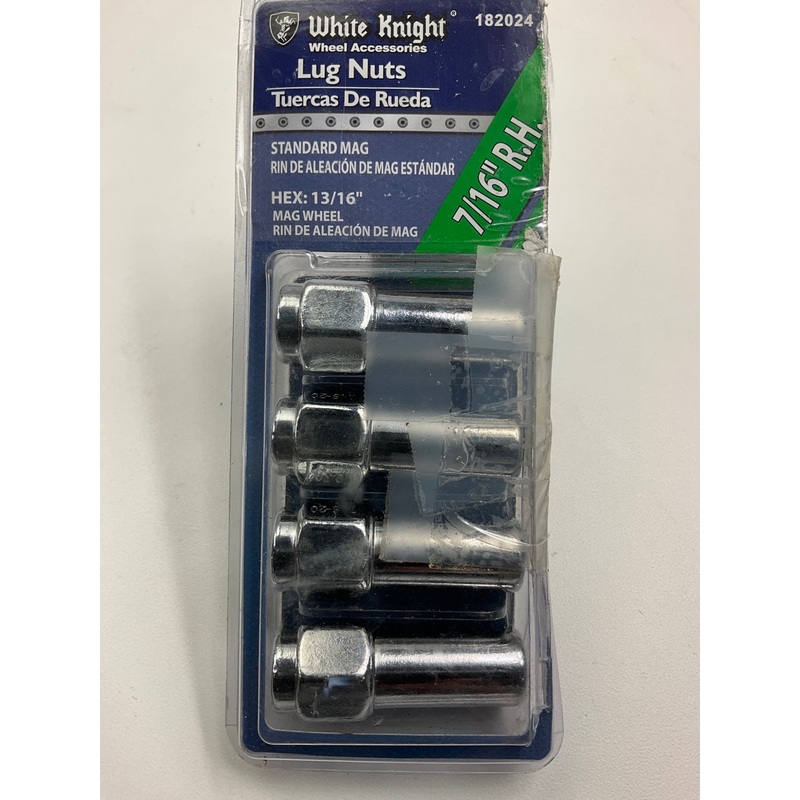 White Knight®
182024
Wheel Accessories
Lug Nuts
Tuercas De Rueda
STANDARD MAG
RIN DE ALEACIÓN DE MAG ESTÁNDAR
HEX: 13/16"
MAG WHEEL
RIN DE ALEACIÓN DE MAG
7/16" R.H.